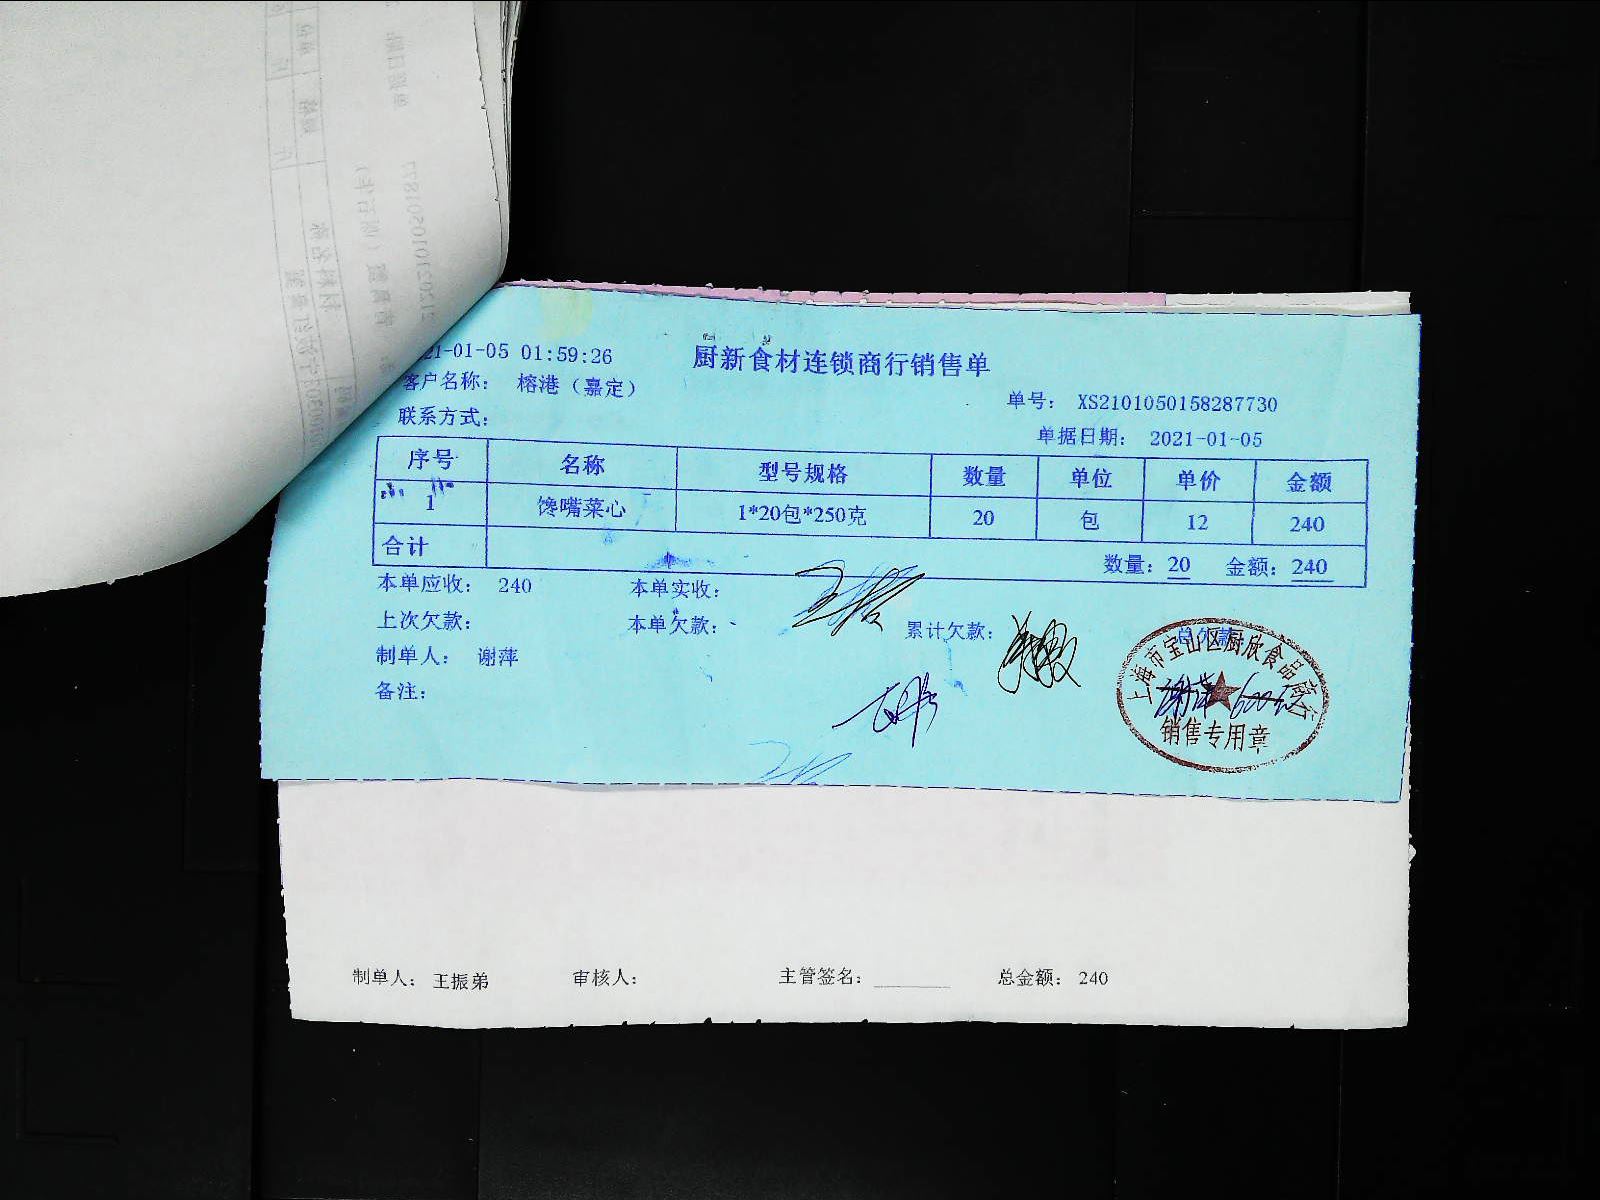 21-01-05 01:59:26
厨新食材连锁商行销售单
客户名称： 榕港（嘉定）
单号： XS2101050158287730
联系方式：
单据日期： 2021-01-05
序号 名称 型号规格 数量 单位 单价 金额
1 馋嘴菜心 1*20包*250克 20 包 12 240
合计 数量：20 金额：240
本单应收： 240 本单实收：
上次欠款： 本单欠款： 累计欠款：
制单人： 谢萍
备注：
上海市宝山区厨欣食品商行
销售专用章
制单人： 王振弟 审核人： 主管签名： 总金额： 240